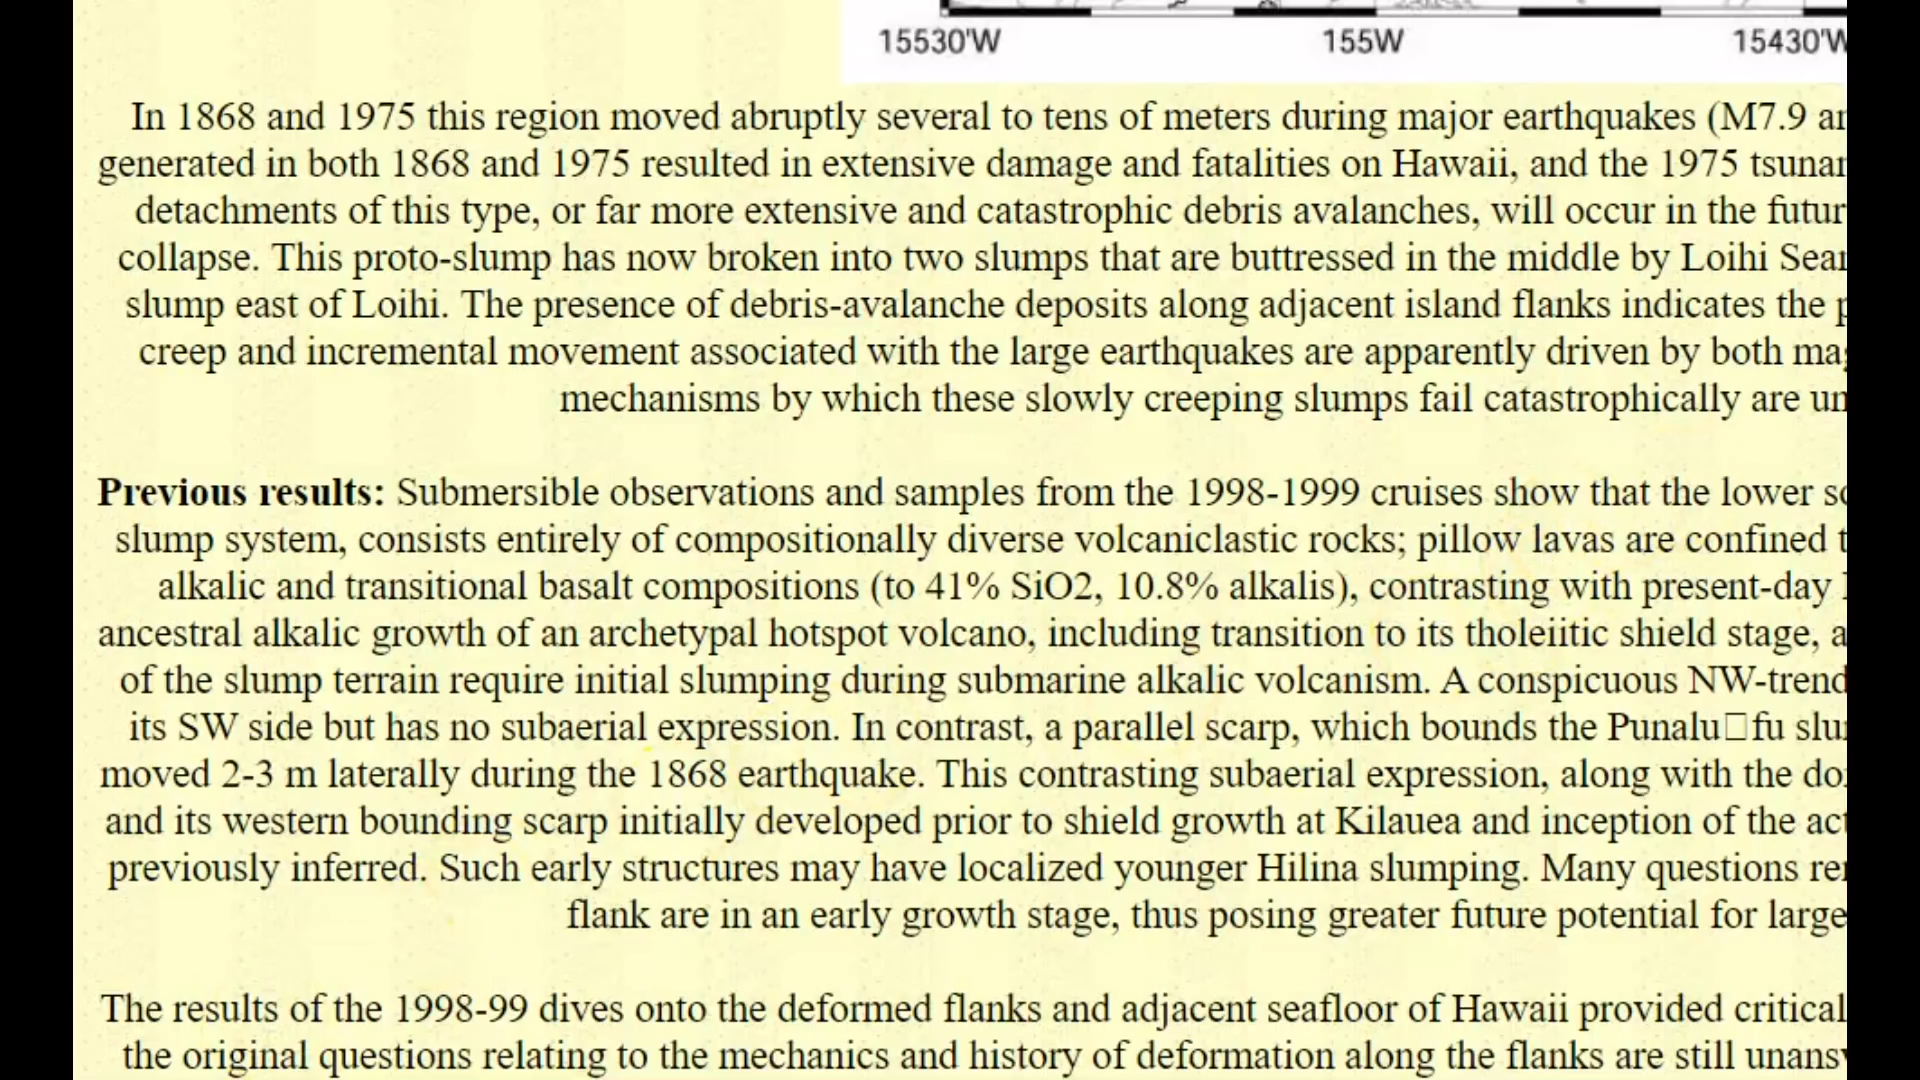 15530'W 155W 15430'W
In 1868 and 1975 this region moved abruptly several to tens of meters during major earthquakes (M7.9
generated in both 1868 and 1975 resulted in extensive damage and fatalities on Hawaii, and the 1975
detachments of this type, or far more extensive and catastrophic debris avalanches, will occur in the
collapse. This proto-slump has now broken into two slumps that are buttressed in the middle by Loihi
slump east of Loihi. The presence of debris-avalanche deposits along adjacent island flanks indicates the
creep and incremental movement associated with the large earthquakes are apparently driven by both
mechanisms by which these slowly creeping slumps fail catastrophically are
Previous results: Submersible observations and samples from the 1998-1999 cruises show that the lower
slump system, consists entirely of compositionally diverse volcaniclastic rocks; pillow lavas are confined
alkalic and transitional basalt compositions (to 41% SiO2, 10.8% alkalis), contrasting with present-day
ancestral alkalic growth of an archetypal hotspot volcano, including transition to its tholeiitic shield stage,
of the slump terrain require initial slumping during submarine alkalic volcanism. A conspicuous NW-trend
its SW side but has no subaerial expression. In contrast, a parallel scarp, which bounds the Punalu□fu
moved 2-3 m laterally during the 1868 earthquake. This contrasting subaerial expression, along with the
and its western bounding scarp initially developed prior to shield growth at Kilauea and inception of the
previously inferred. Such early structures may have localized younger Hilina slumping. Many questions
flank are in an early growth stage, thus posing greater future potential for large
The results of the 1998-99 dives onto the deformed flanks and adjacent seafloor of Hawaii provided critical
the original questions relating to the mechanics and history of deformation along the flanks are still